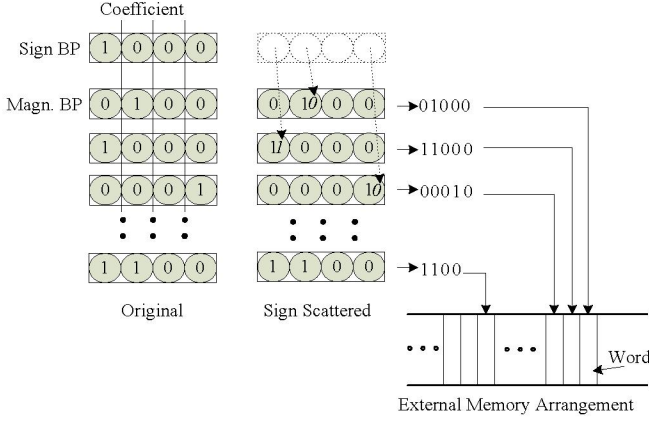 Coefficient
Sign BP 1 0 0 0
Magn. BP 0 1 0 0 0 10 0 0 01000
1 0 0 0 11 0 0 0 11000
0 0 0 1 0 0 0 10 00010
1 1 0 0 1 1 0 0 1100
Original Sign Scattered
Word
External Memory Arrangement